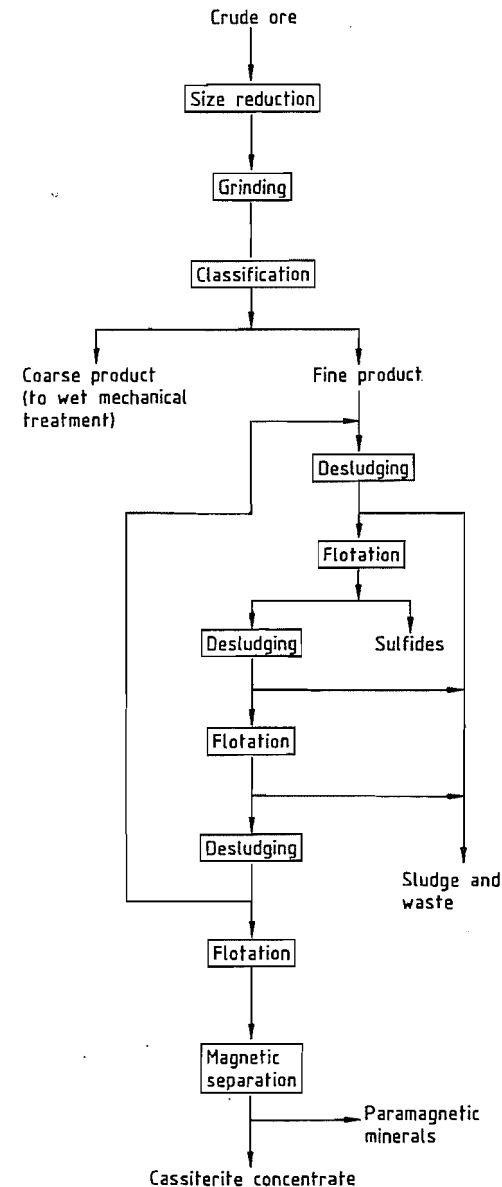 Crude ore
Size reduction
Grinding
Classification
Coarse product
(to wet mechanical
treatment)
Fine product.
Desludging
Flotation
Desludging
Sulfides
Flotation
Desludging
Sludge and
waste
Flotation
Magnetic
separation
Paramagnetic
minerals
Cassiterite concentrate